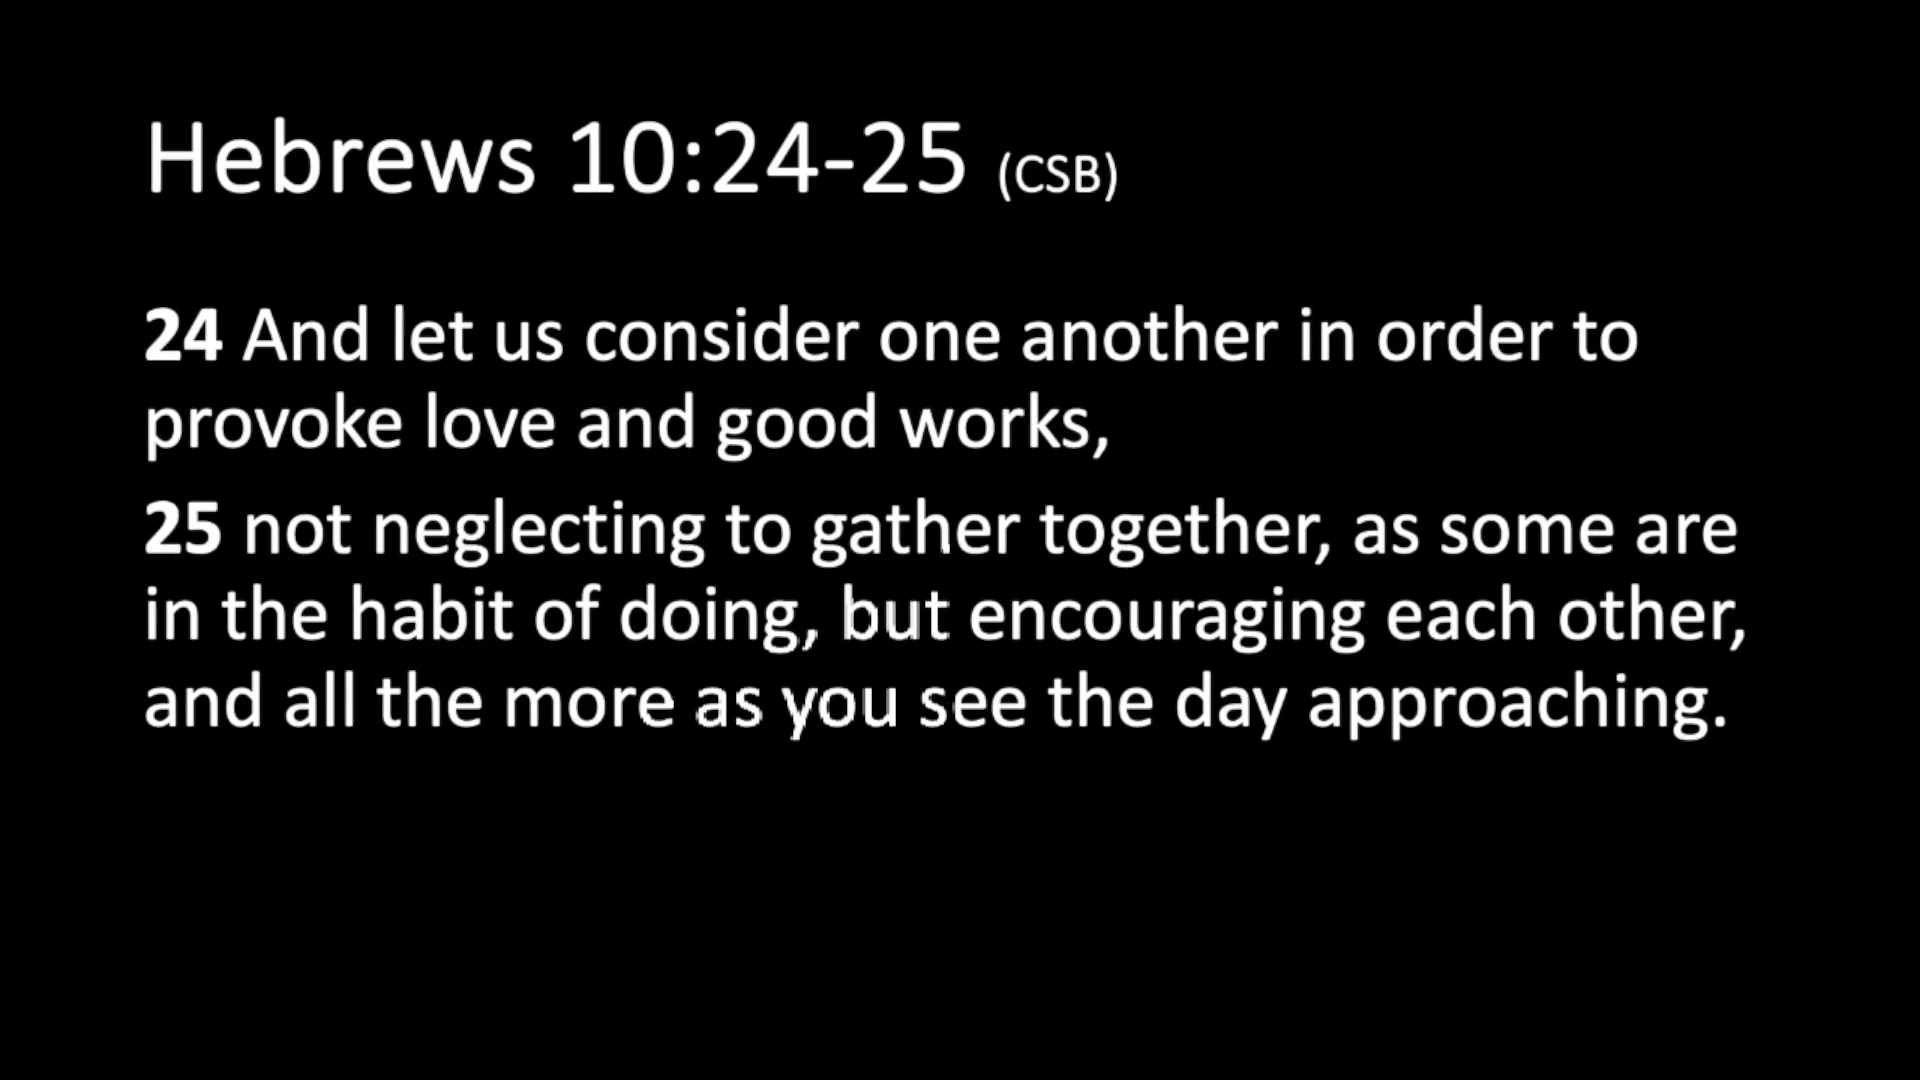 Hebrews 10:24-25 (CSB)
24 And let us consider one another in order to
provoke love and good works,
25 not neglecting to gather together, as some are
in the habit of doing, but encouraging each other,
and all the more as you see the day approaching.